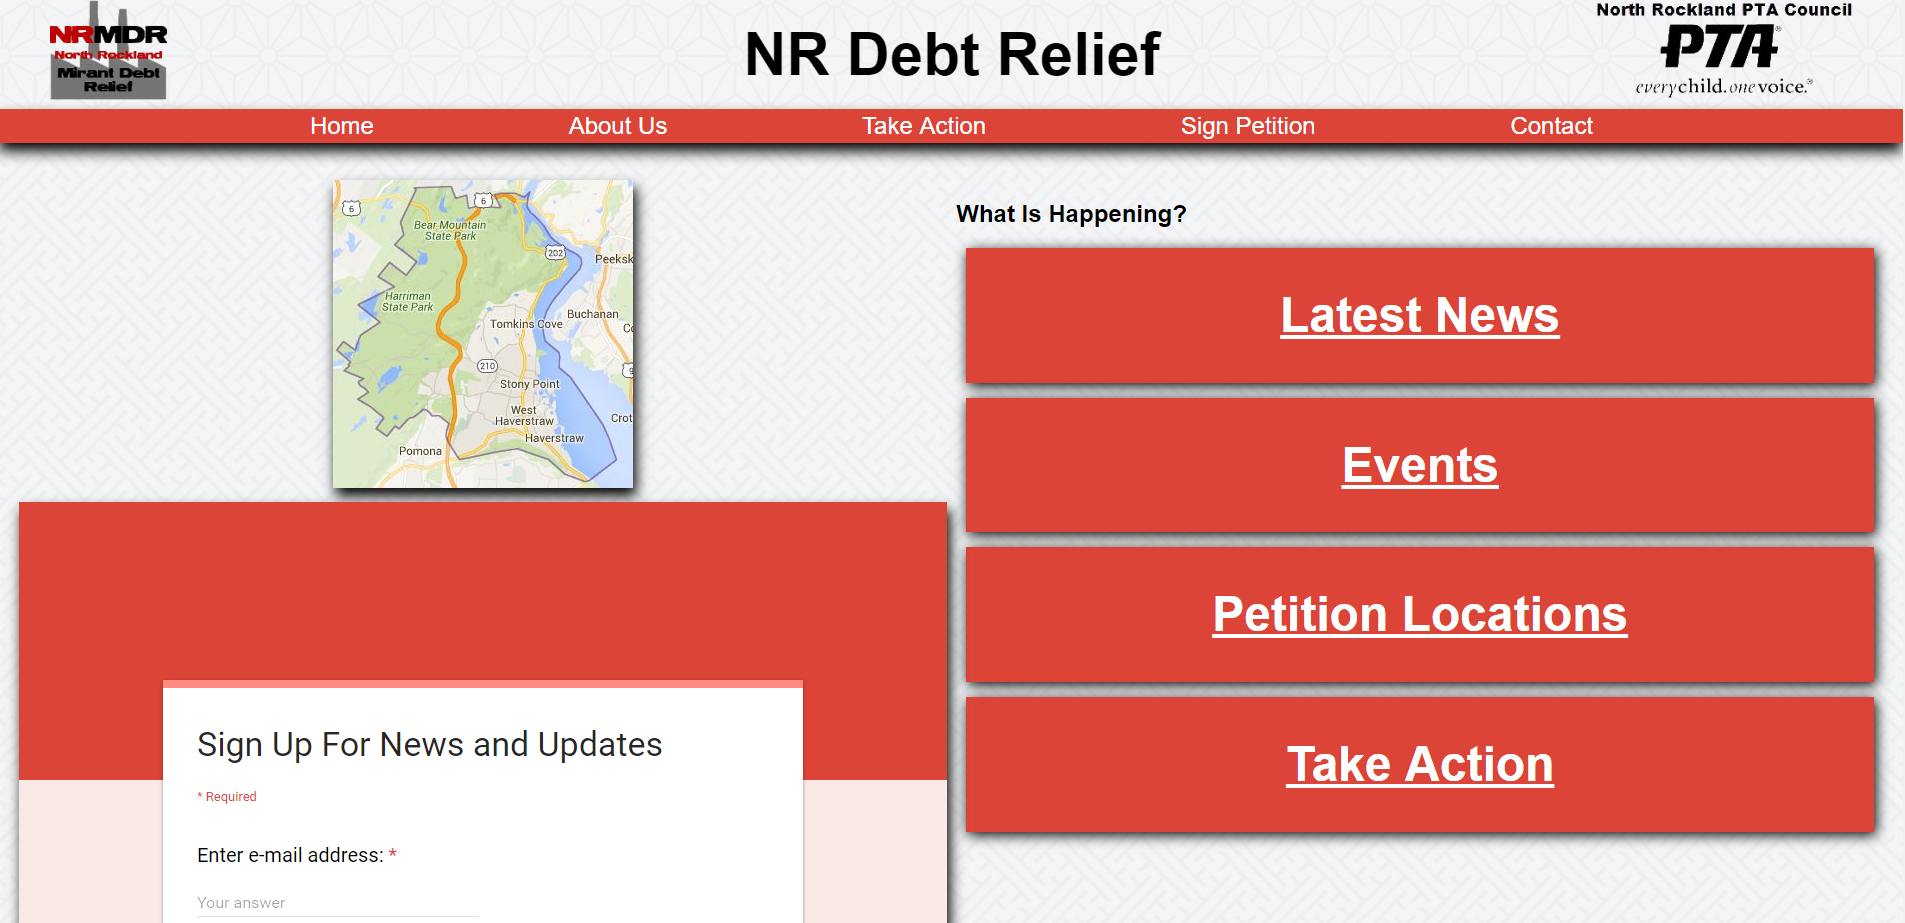 NRMDR
North Rockland
Mirant Debt
Relief
NR Debt Relief
North Rockland PTA Council
PTA®
everychild.onevoice.®
Home
About Us
Take Action
Sign Petition
Contact
6
6
Bear Mountain
State Park
202
Peeksk
Harriman
State Park
Buchanan
Tomkins Cove
Co
210
9
Stony Point
West
Haverstraw
Crot
Haverstraw
Pomona
What Is Happening?
Latest News
Events
Petition Locations
Take Action
Sign Up For News and Updates
* Required
Enter e-mail address: *
Your answer